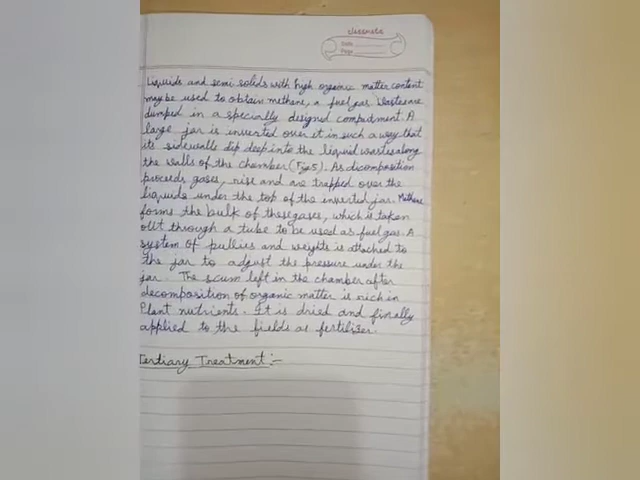 classmate
Date
Page
Liquids and semi solids with high organic matter content
may be used to obtain methane, a fuel gas. Wastes are
dumped in a specially designed compartment. A
large jar is inverted over it in such a way that
its sidewalls dip deep into the liquid wastes along
the walls of the chamber (Fig 5). As dicomposition
proceeds gases, rise and are trapped over the
liquids under the top of the inverted jar. Methane
forms the bulk of these gases, which is taken
out through a tube to be used as fuel gas. A
system of pullies and weights is attached to
the jar to adjust the pressure under the
jar. The scum left in the chamber after
decomposition of organic matter is rich in
Plant nutrients. It is dried and finally
applied to the fields as fertilizer.
Tertiary Treatment :-